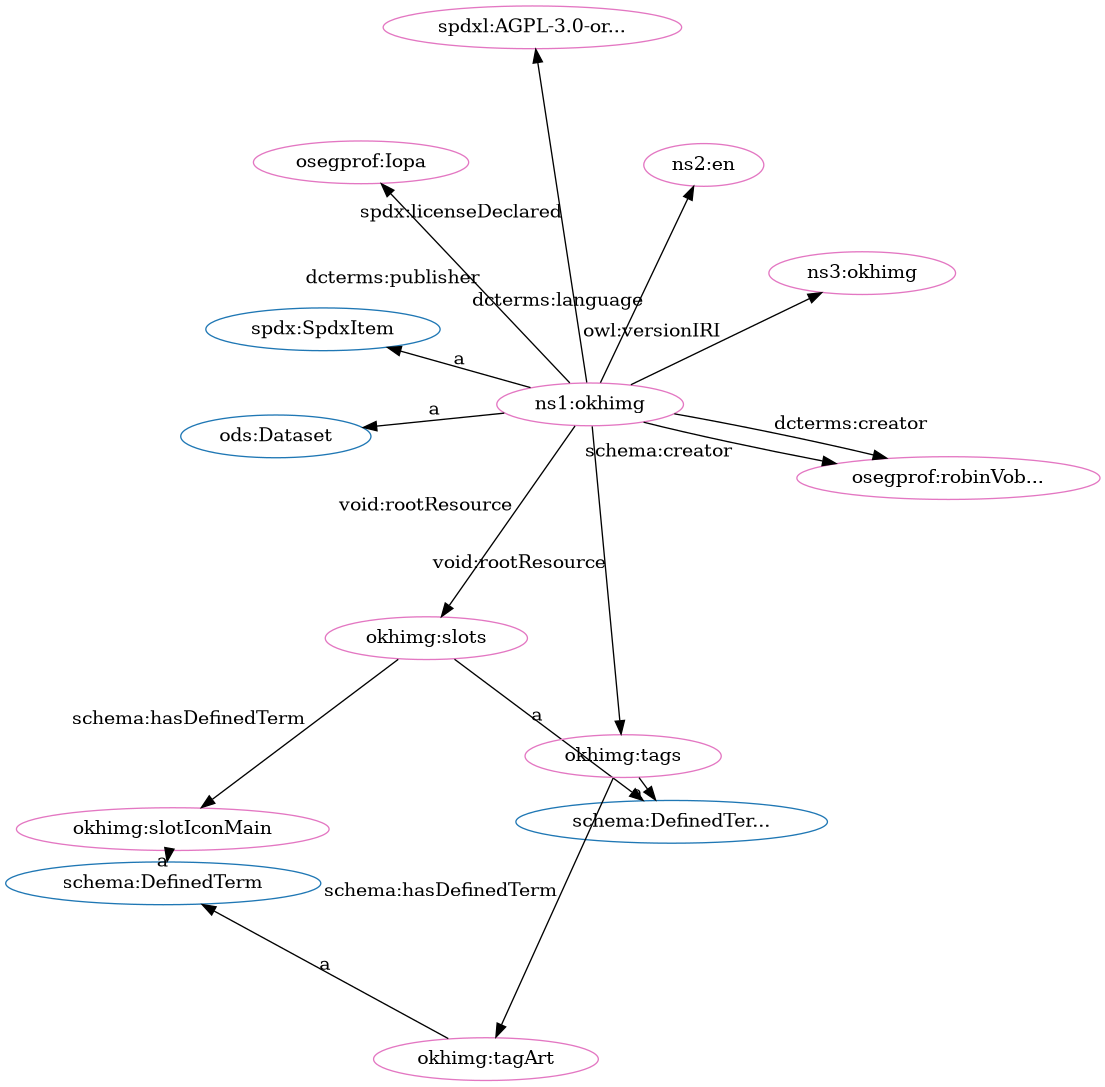 spdxl:AGPL-3.0-or...
osegprof:Iopa
ns2:en
spdx:licenseDeclared
ns3:okhimg
dcterms:publisher
dcterms:language
spdx:SpdxItem
owl:versionIRI
a
ns1:okhimg
a
dcterms:creator
ods:Dataset
schema:creator
osegprof:robinVob...
void:rootResource
void:rootResource
okhimg:slots
schema:hasDefinedTerm
a
okhimg:tags
a
schema:DefinedTer...
okhimg:slotIconMain
a
schema:DefinedTerm
schema:hasDefinedTerm
a
okhimg:tagArt